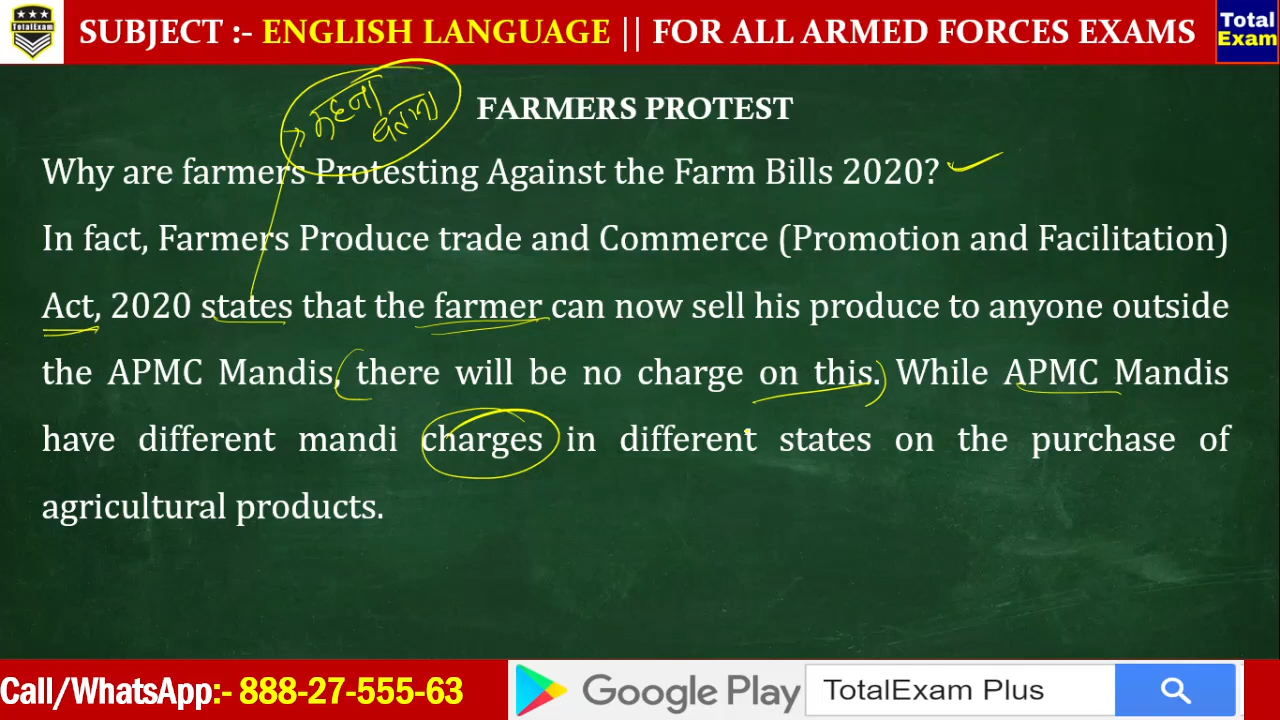 TotalExam
SUBJECT :- ENGLISH LANGUAGE || FOR ALL ARMED FORCES EXAMS
Total
Exam
कहना
FARMERS PROTEST
Why are farmers Protesting Against the Farm Bills 2020?
In fact, Farmers Produce trade and Commerce (Promotion and Facilitation)
Act, 2020 states that the farmer can now sell his produce to anyone outside
the APMC Mandis, there will be no charge on this. While APMC Mandis
have different mandi charges in different states on the purchase of
agricultural products.
Call/WhatsApp:- 888-27-555-63
Google Play
TotalExam Plus